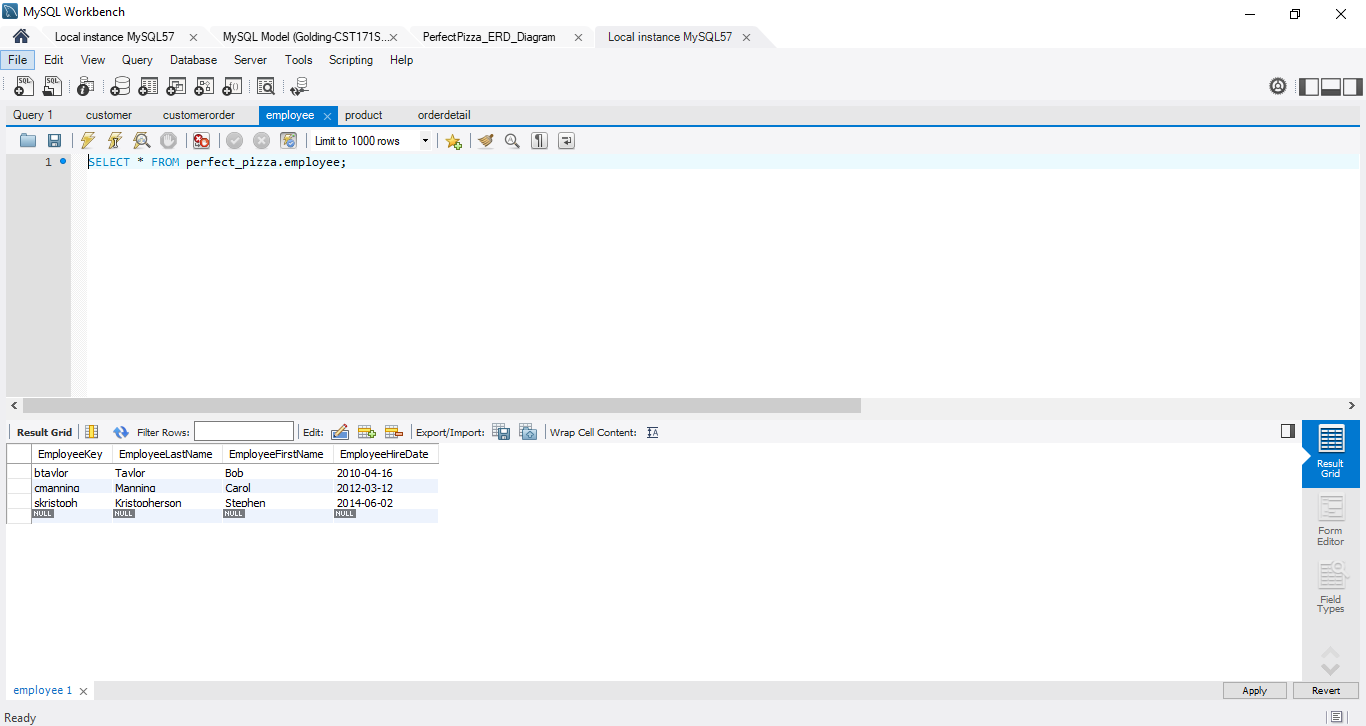 MySQL Workbench
Local instance MySQL57 MySQL Model (Golding-CST171S... PerfectPizza_ERD_Diagram Local instance MySQL57
File Edit View Query Database Server Tools Scripting Help
Query 1 customer customerorder employee product orderdetail
Limit to 1000 rows
1 SELECT * FROM perfect_pizza.employee;
Result Grid Filter Rows: Edit: Export/Import: Wrap Cell Content:
EmployeeKey EmployeeLastName EmployeeFirstName EmployeeHireDate
btaylor Taylor Bob 2010-04-16
cmanning Manning Carol 2012-03-12
skristoph Kristopherson Stephen 2014-06-02
NULL NULL NULL NULL
Result
Grid
Form
Editor
Field
Types
employee 1 Apply Revert
Ready